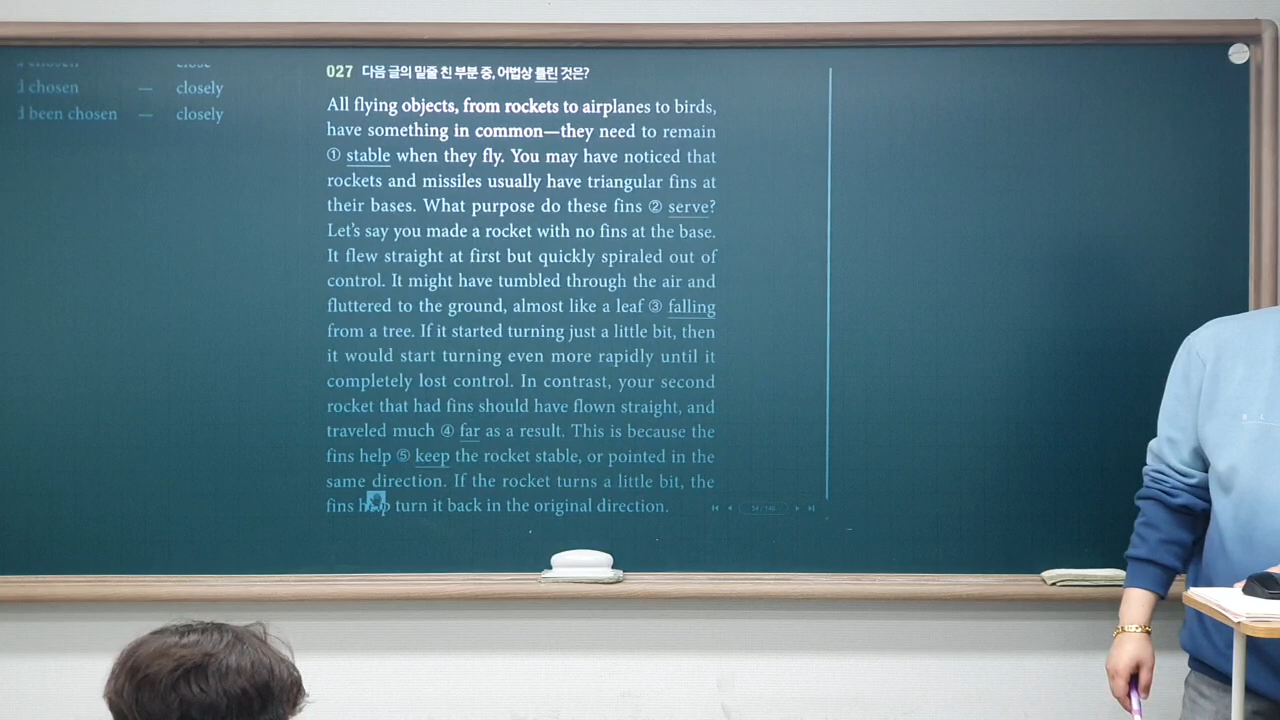 d chosen — close
d chosen — closely
d been chosen — closely
027 다음 글의 밑줄 친 부분 중, 어법상 틀린 것은?
All flying objects, from rockets to airplanes to birds,
have something in common—they need to remain
① stable when they fly. You may have noticed that
rockets and missiles usually have triangular fins at
their bases. What purpose do these fins ② serve?
Let's say you made a rocket with no fins at the base.
It flew straight at first but quickly spiraled out of
control. It might have tumbled through the air and
fluttered to the ground, almost like a leaf ③ falling
from a tree. If it started turning just a little bit, then
it would start turning even more rapidly until it
completely lost control. In contrast, your second
rocket that had fins should have flown straight, and
traveled much ④ far as a result. This is because the
fins help ⑤ keep the rocket stable, or pointed in the
same direction. If the rocket turns a little bit, the
fins help turn it back in the original direction.